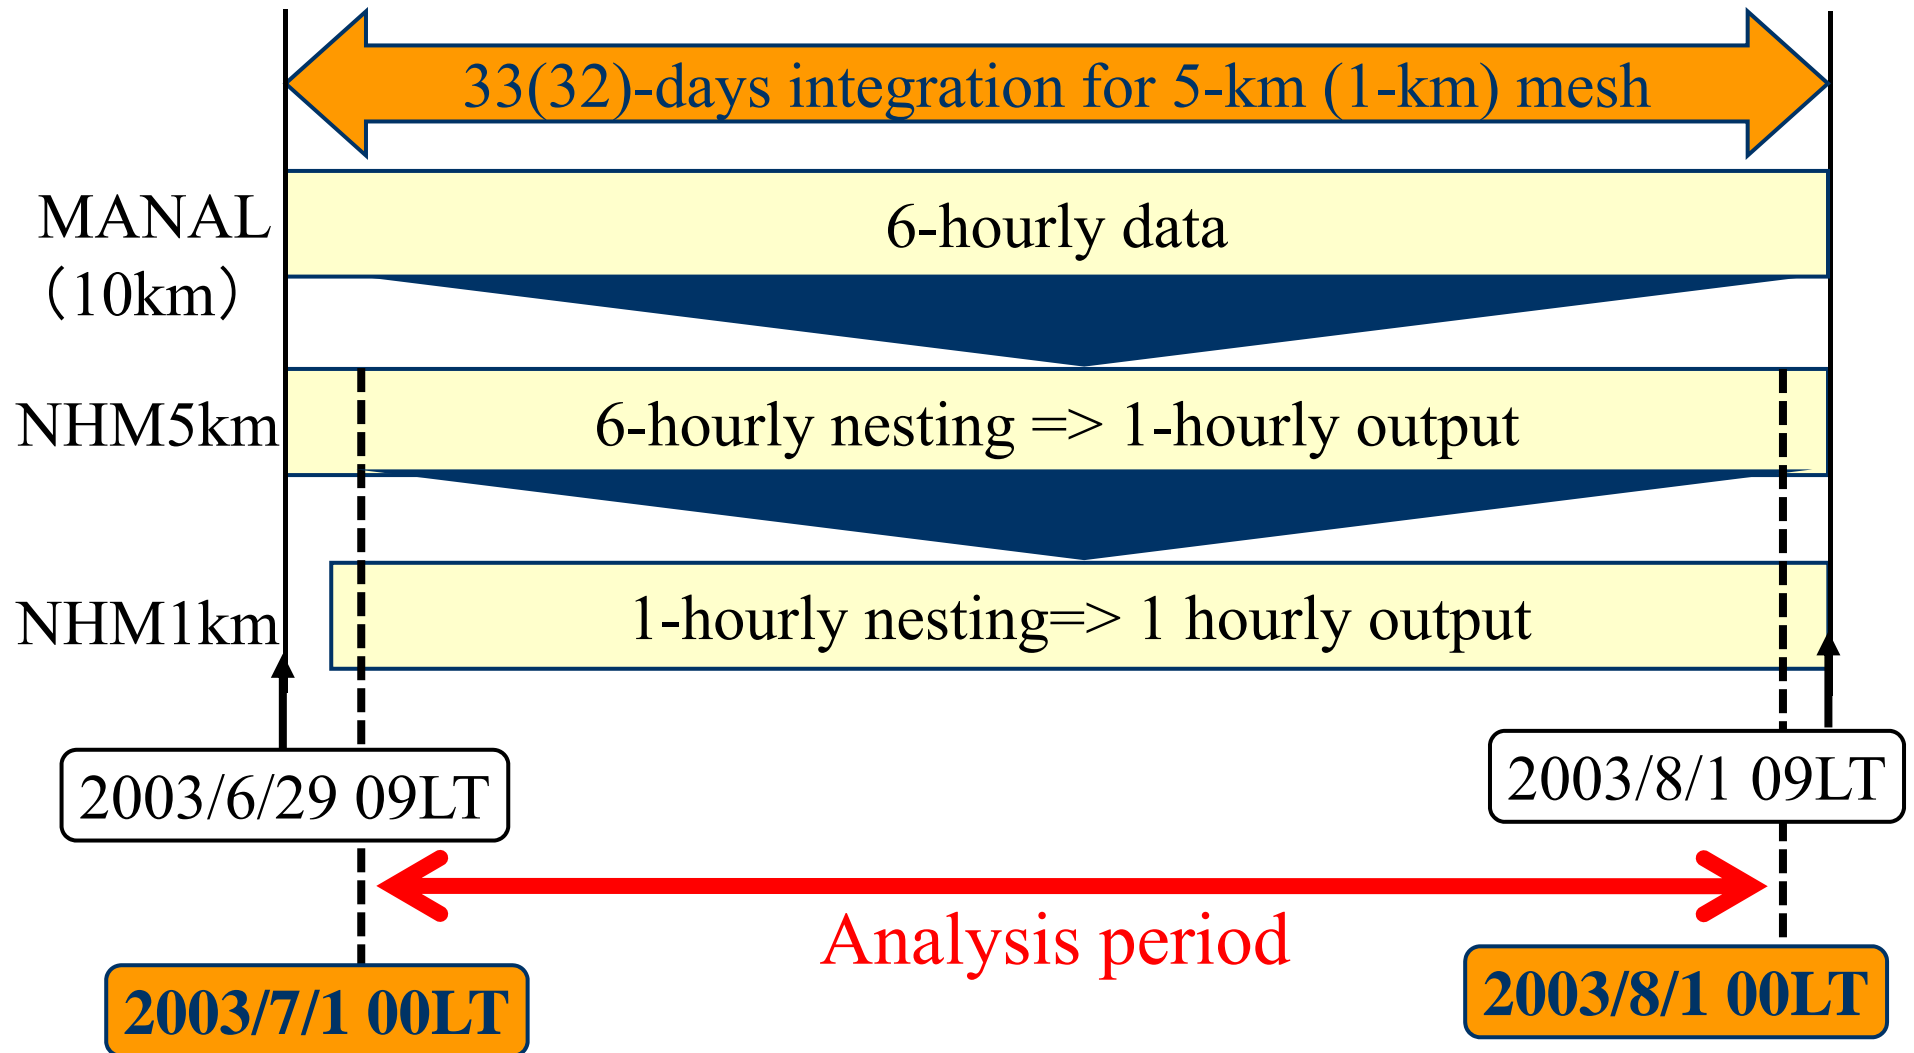 33(32)-days integration for 5-km (1-km) mesh
MANAL
（10km）
6-hourly data
NHM5km
6-hourly nesting => 1-hourly output
NHM1km
1-hourly nesting=> 1 hourly output
2003/6/29 09LT
2003/8/1 09LT
Analysis period
2003/7/1 00LT
2003/8/1 00LT